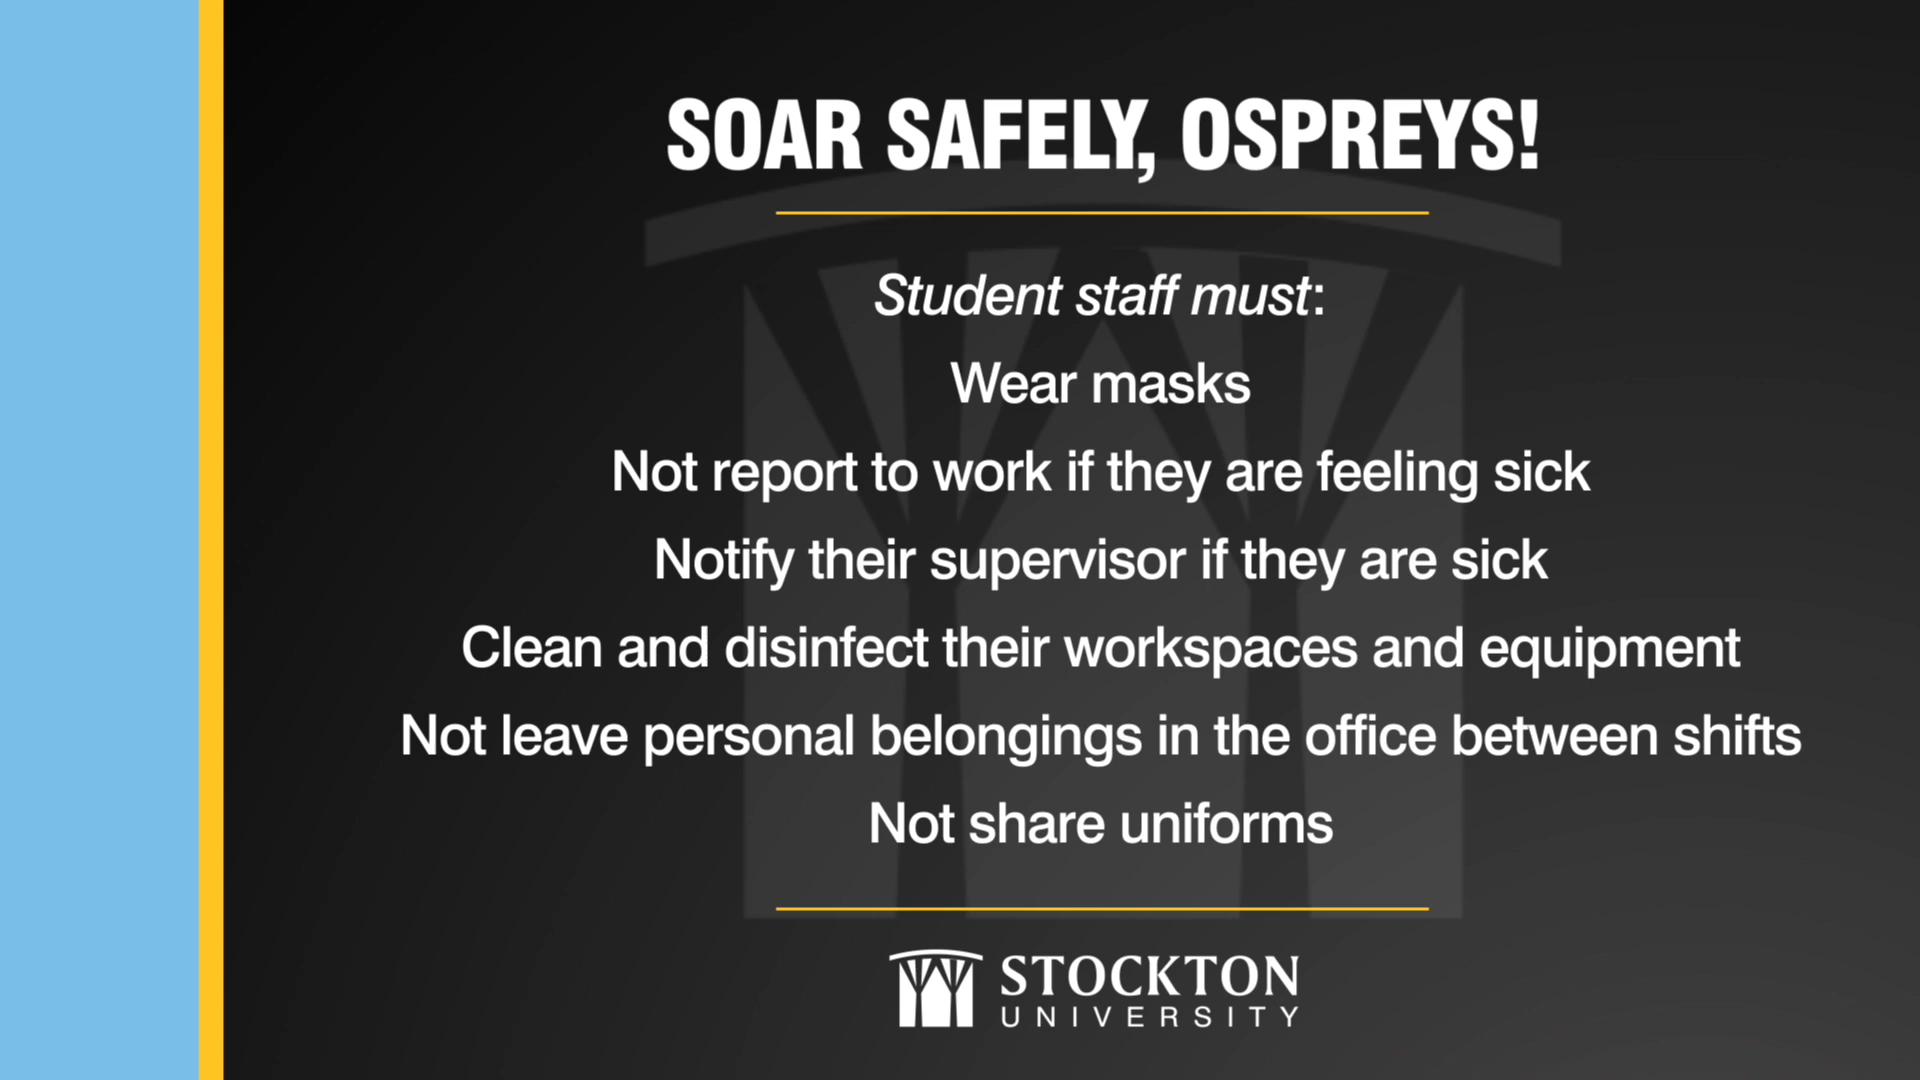 SOAR SAFELY, OSPREYS!
Student staff must:
Wear masks
Not report to work if they are feeling sick
Notify their supervisor if they are sick
Clean and disinfect their workspaces and equipment
Not leave personal belongings in the office between shifts
Not share uniforms
STOCKTON
UNIVERSITY